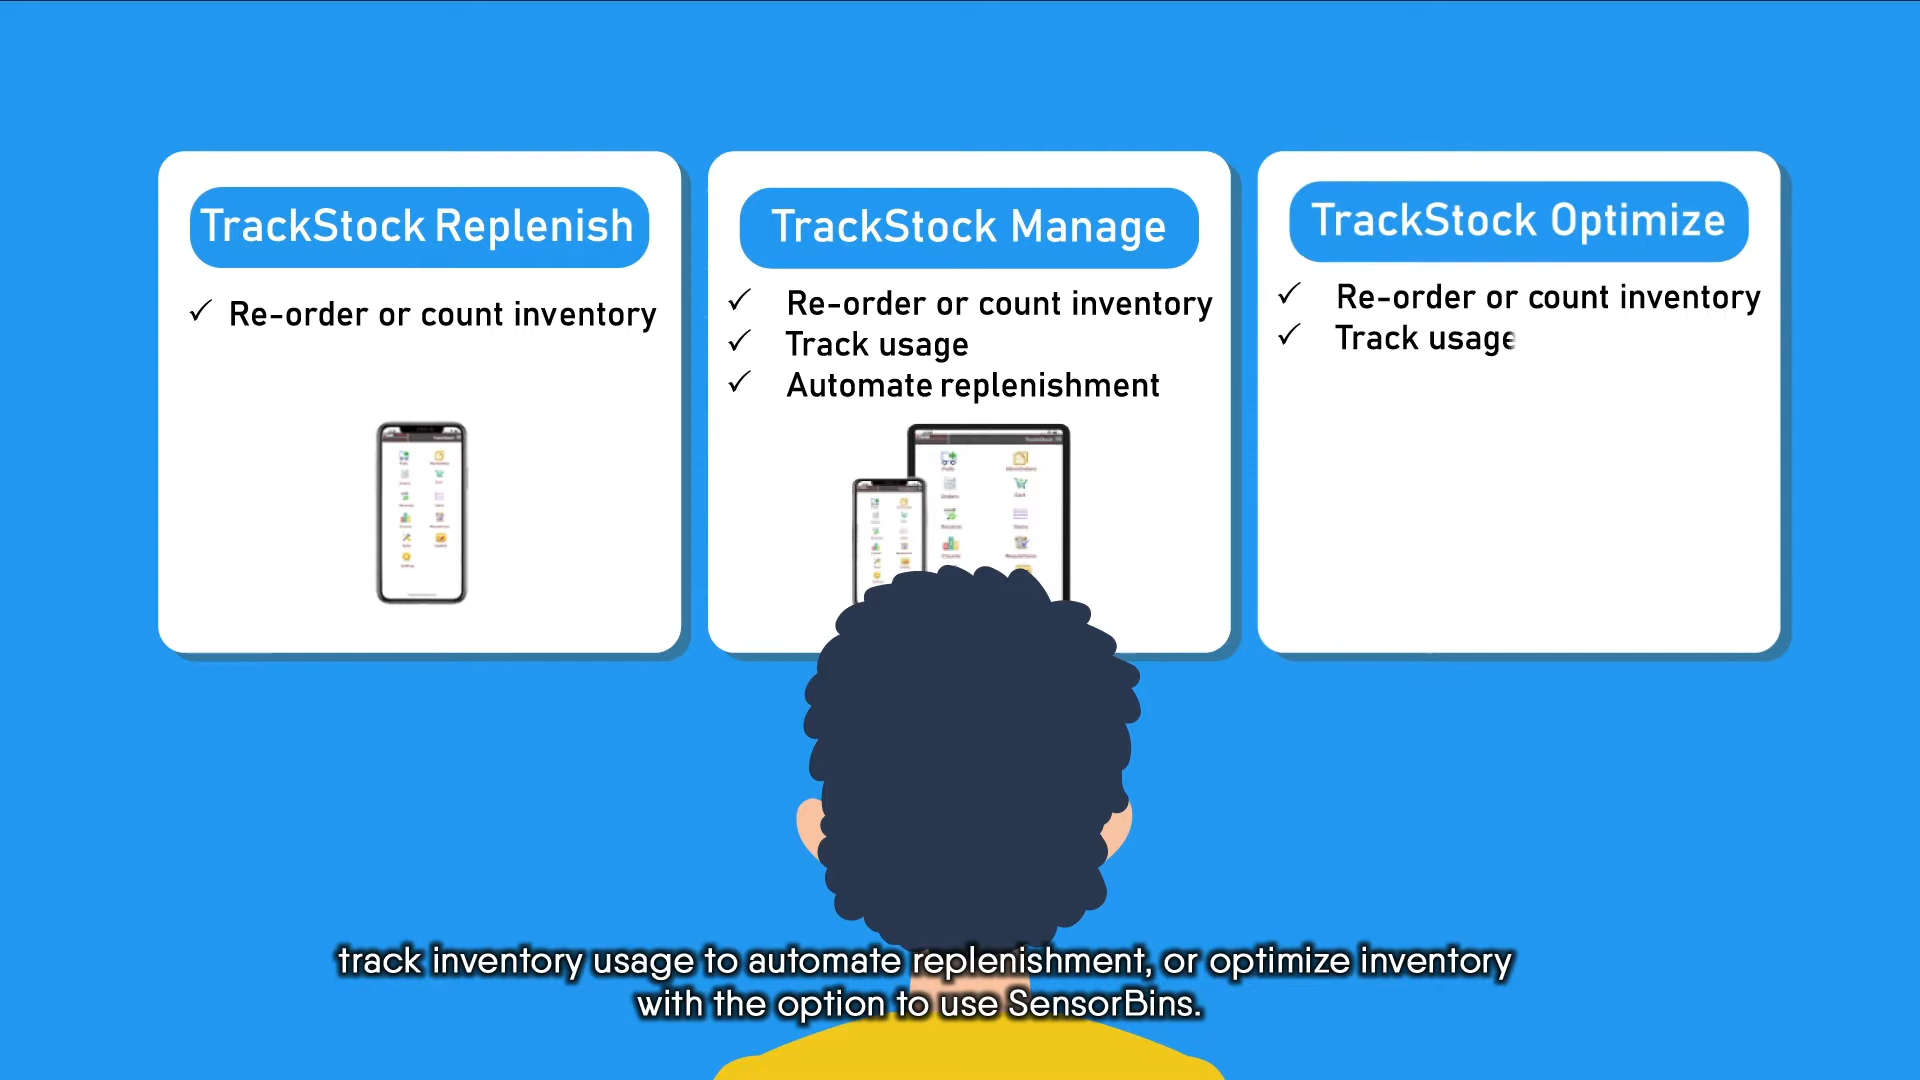 TrackStock Replenish
✓ Re-order or count inventory
TrackStock Manage
✓ Re-order or count inventory
✓ Track usage
✓ Automate replenishment
TrackStock Optimize
✓ Re-order or count inventory
✓ Track usage
track inventory usage to automate replenishment, or optimize inventory
with the option to use SensorBins.